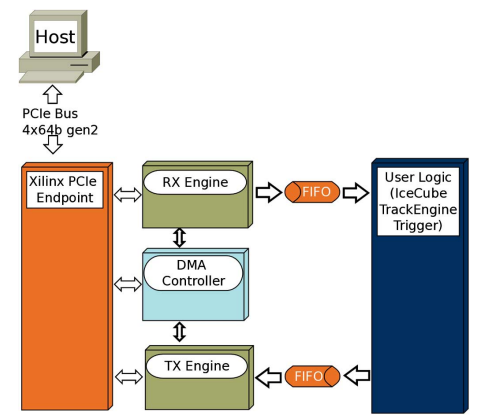 Host
PCIe Bus
4x64b gen2
Xilinx PCIe
Endpoint
RX Engine
FIFO
User Logic
(IceCube
TrackEngine
Trigger)
DMA
Controller
TX Engine
FIFO